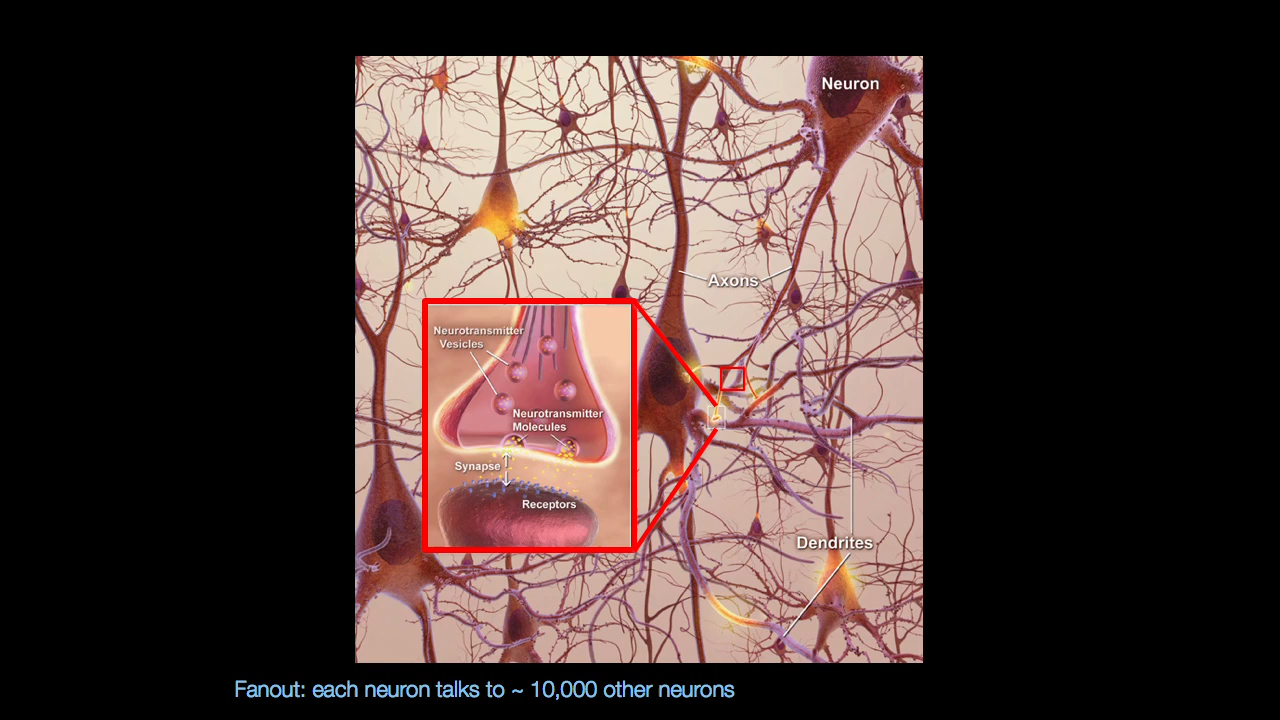 Neuron
Axons
Neurotransmitter
Vesicles
Neurotransmitter
Molecules
Synapse
Receptors
Dendrites
Fanout: each neuron talks to ~ 10,000 other neurons